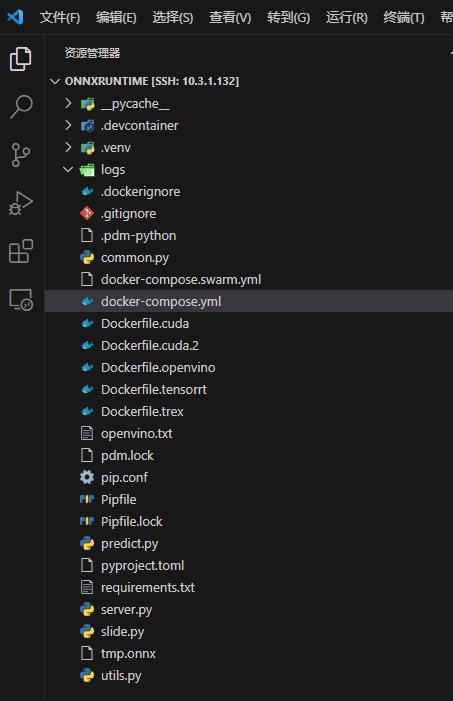 文件(F) 编辑(E) 选择(S) 查看(V) 转到(G) 运行(R) 终端(T)
资源管理器
ONNXRUNTIME [SSH: 10.3.1.132]
__pycache__
.devcontainer
.venv
logs
.dockerignore
.gitignore
.pdm-python
common.py
docker-compose.swarm.yml
docker-compose.yml
Dockerfile.cuda
Dockerfile.cuda.2
Dockerfile.openvino
Dockerfile.tensorrt
Dockerfile.trex
openvino.txt
pdm.lock
pip.conf
Pipfile
Pipfile.lock
predict.py
pyproject.toml
requirements.txt
server.py
slide.py
tmp.onnx
utils.py